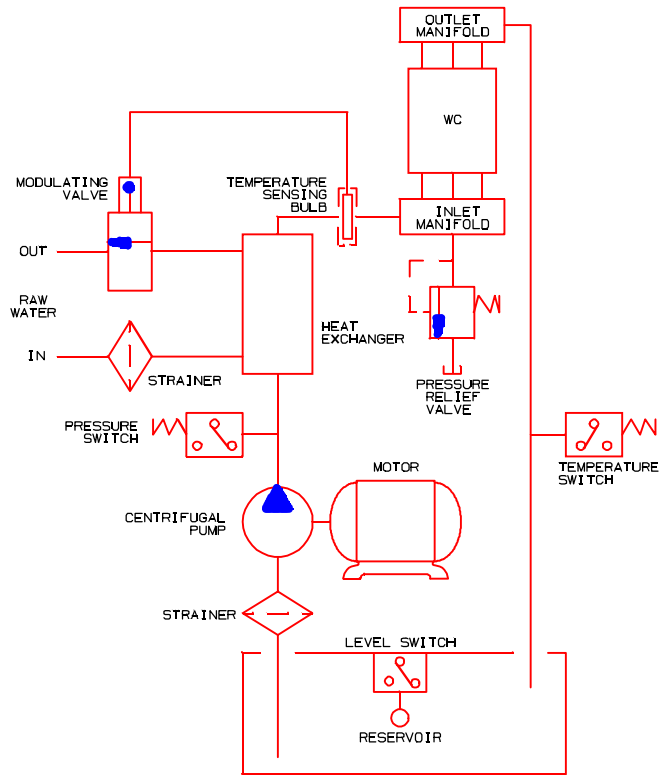 OUTLET
MANIFOLD
WC
MODULATING
VALVE
TEMPERATURE
SENSING
BULB
INLET
MANIFOLD
OUT
RAW
WATER
IN
STRAINER
HEAT
EXCHANGER
PRESSURE
RELIEF
VALVE
PRESSURE
SWITCH
TEMPERATURE
SWITCH
MOTOR
CENTRIFUGAL
PUMP
STRAINER
LEVEL SWITCH
RESERVOIR